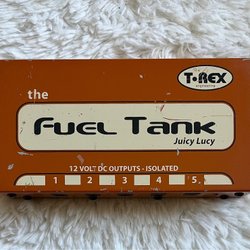 T-REX
engineering
the
FUEL TANK
Juicy Lucy
12 VOLT DC OUTPUTS - ISOLATED
1 2 3 4 5